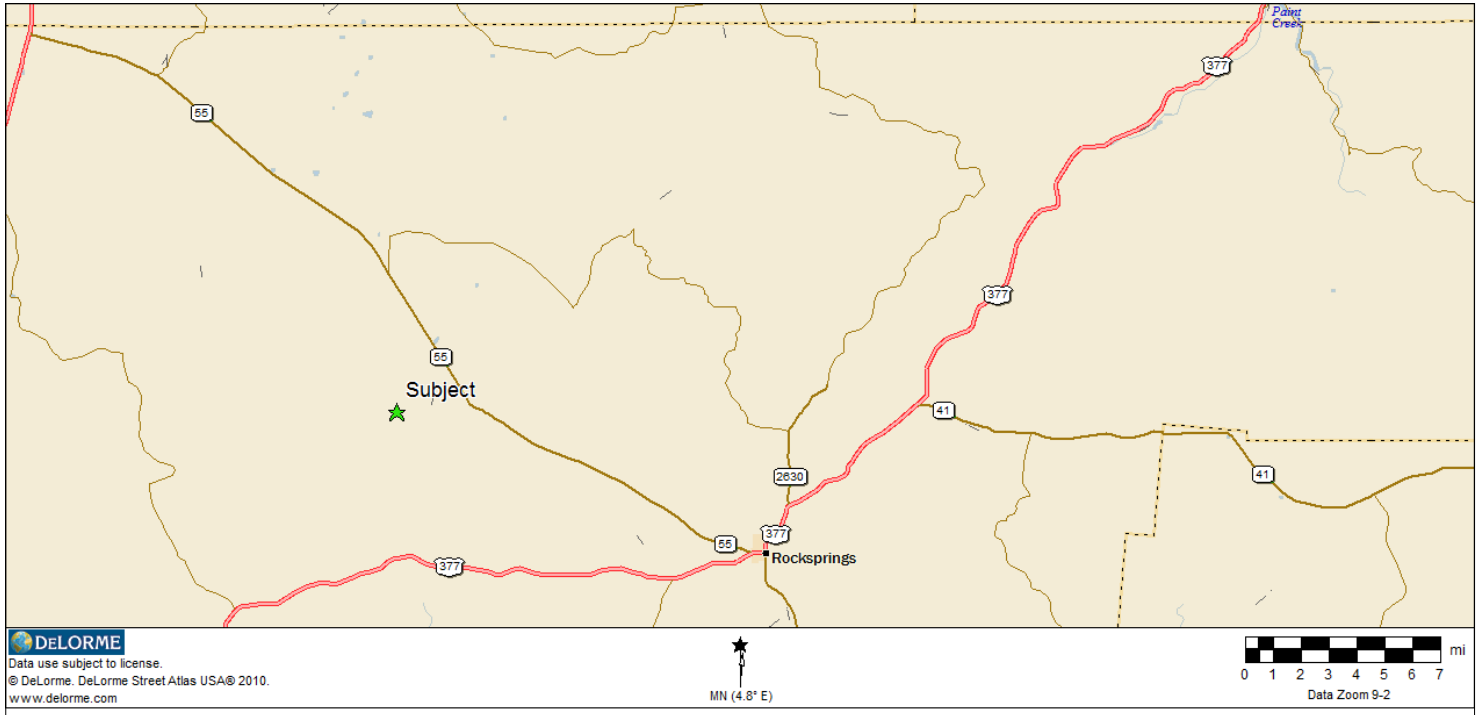 Paint
Creek
377
55
377
55
Subject
41
41
2630
377
55
Rocksprings
377
DELORME
Data use subject to license.
© DeLorme. DeLorme Street Atlas USA® 2010.
www.delorme.com
MN (4.8° E)
mi
0 1 2 3 4 5 6 7
Data Zoom 9-2